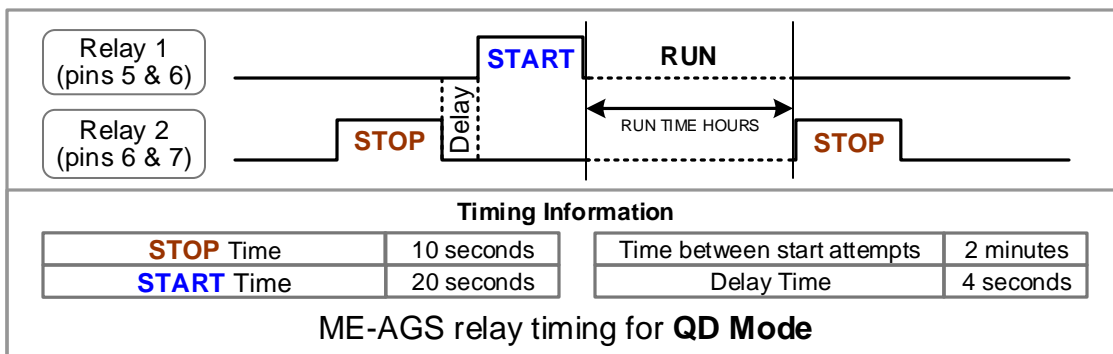 Relay 1
(pins 5 & 6)
START
RUN
Delay
RUN TIME HOURS
Relay 2
(pins 6 & 7)
STOP
STOP
Timing Information
STOP Time 10 seconds
START Time 20 seconds
Time between start attempts 2 minutes
Delay Time 4 seconds
ME-AGS relay timing for QD Mode